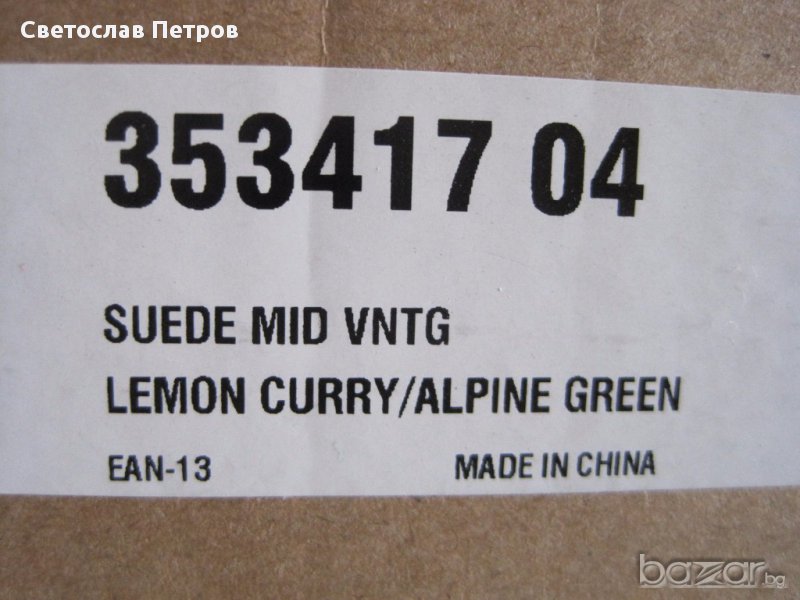 Светослав Петров
353417 04
SUEDE MID VNTG
LEMON CURRY/ALPINE GREEN
EAN-13 MADE IN CHINA
bazar.bg